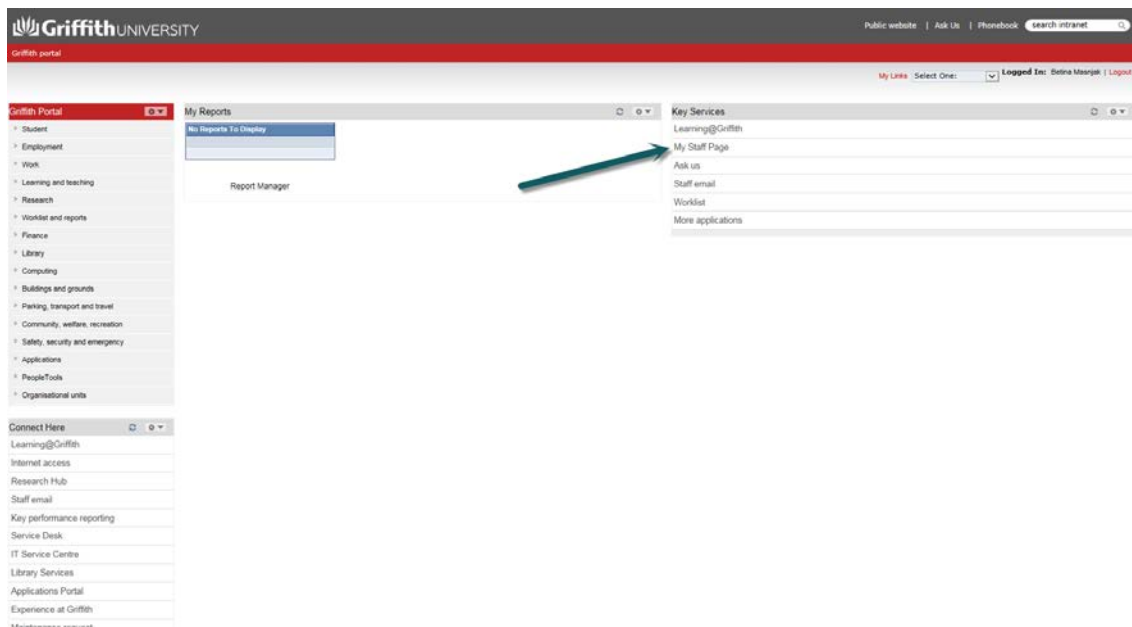 Griffith UNIVERSITY
Public website | Ask Us | Phonebook search intranet
Griffith portal
My Links Select One: Logged In: Betina Masnjak | Logout
Griffith Portal
Student
Employment
Work
Learning and teaching
Research
Worklist and reports
Finance
Library
Computing
Buildings and grounds
Parking, transport and travel
Community, welfare, recreation
Safety, security and emergency
Applications
PeopleTools
Organisational units
Connect Here
Learning@Griffith
Internet access
Research Hub
Staff email
Key performance reporting
Service Desk
IT Service Centre
Library Services
Applications Portal
Experience at Griffith
Maintenance request
My Reports
No Reports To Display
Report Manager
Key Services
Learning@Griffith
My Staff Page
Ask us
Staff email
Worklist
More applications